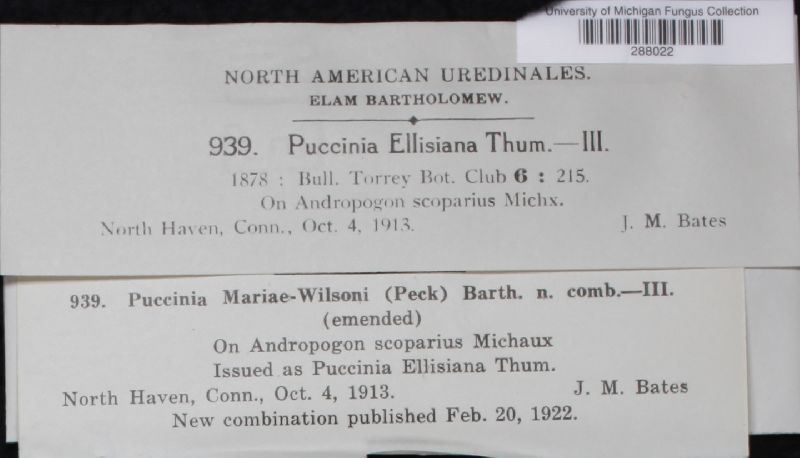 University of Michigan Fungus Collection
288022
NORTH AMERICAN UREDINALES.
ELAM BARTHOLOMEW.
939. Puccinia Ellisiana Thum.—III.
1878 : Bull. Torrey Bot. Club 6 : 215.
On Andropogon scoparius Michx.
North Haven, Conn., Oct. 4, 1913. J. M. Bates
939. Puccinia Mariae-Wilsoni (Peck) Barth. n. comb.—III.
(emended)
On Andropogon scoparius Michaux
Issued as Puccinia Ellisiana Thum.
North Haven, Conn., Oct. 4, 1913. J. M. Bates
New combination published Feb. 20, 1922.